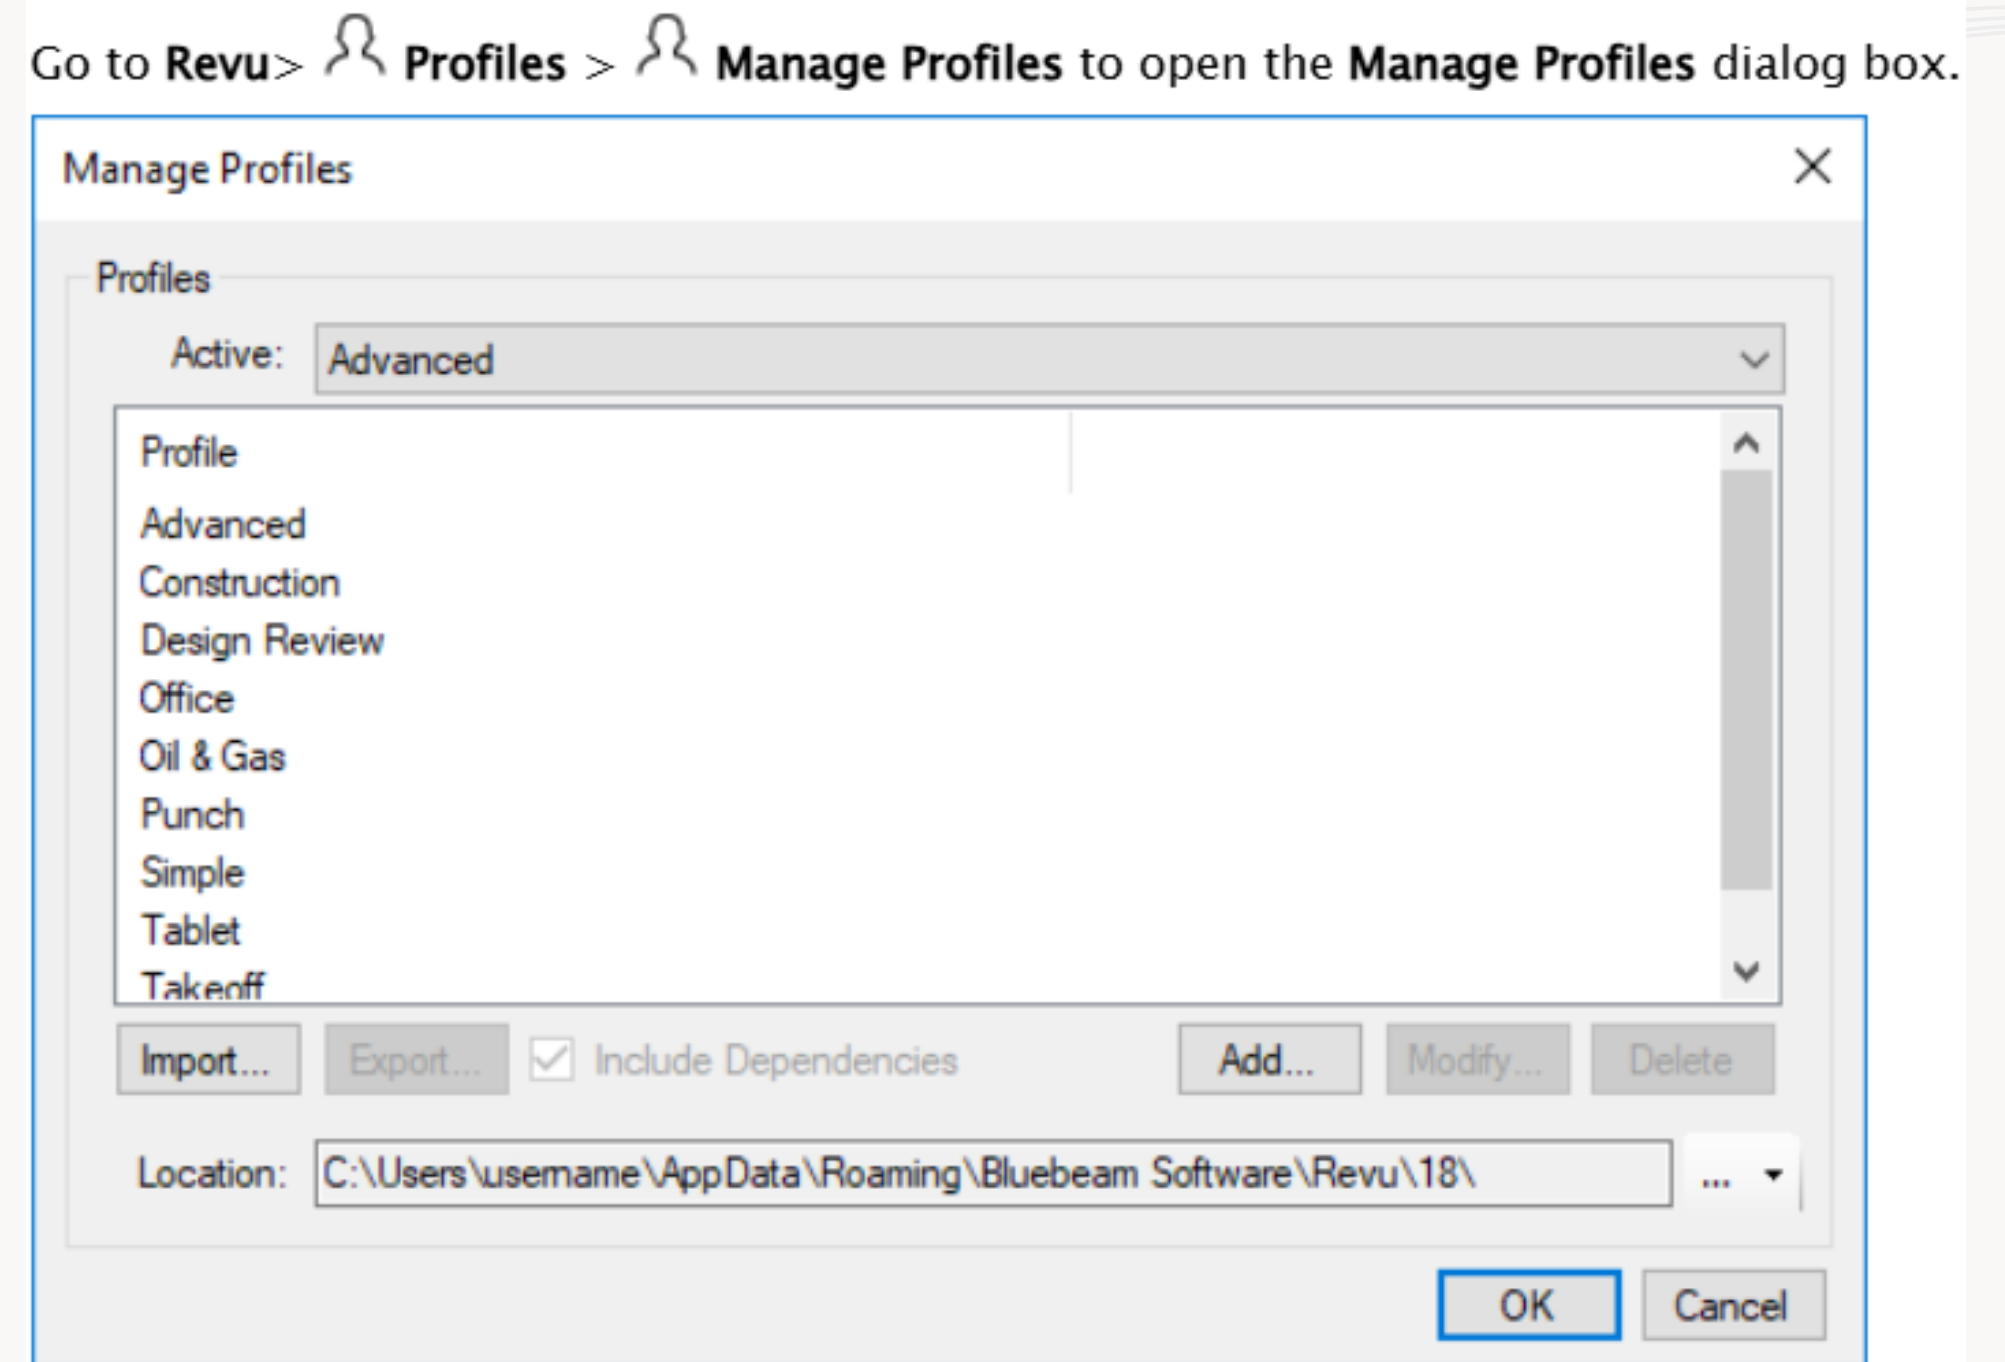 Go to Revu> Profiles > Manage Profiles to open the Manage Profiles dialog box.
Manage Profiles
Profiles
Active: Advanced
Profile
Advanced
Construction
Design Review
Office
Oil & Gas
Punch
Simple
Tablet
Takeoff
Import... Export... Include Dependencies Add... Modify... Delete
Location: C:\Users\username\AppData\Roaming\Bluebeam Software\Revu\18\ ...
OK Cancel